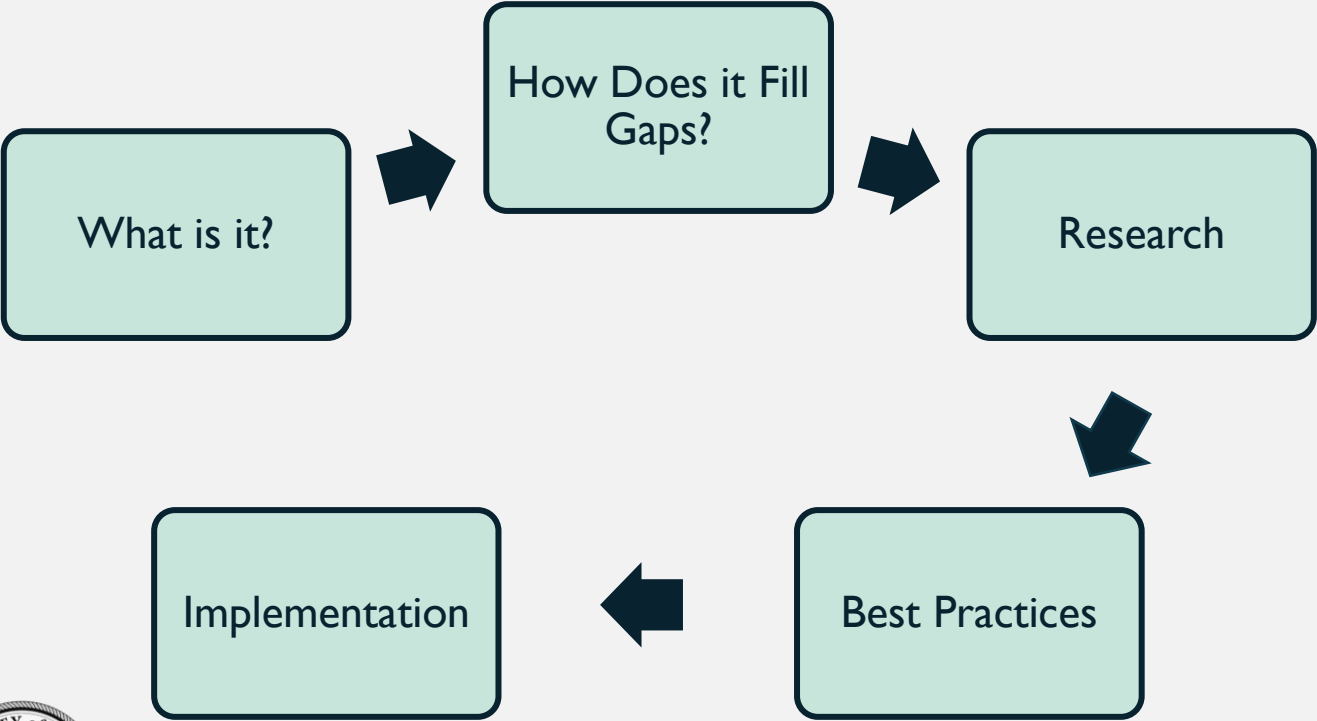 What is it?
How Does it Fill
Gaps?
Research
Best Practices
Implementation